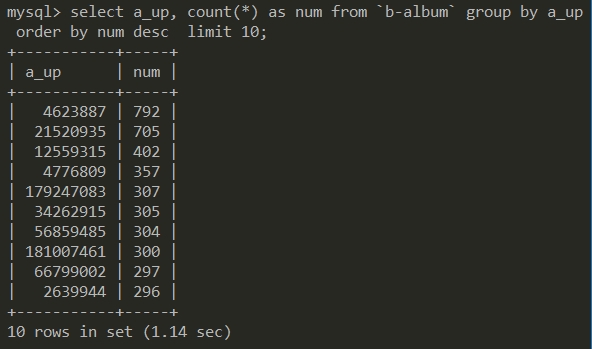 mysql> select a_up, count(*) as num from `b-album` group by a_up
 order by num desc  limit 10;
+-----------+-----+
| a_up      | num |
+-----------+-----+
|   4623887 | 792 |
|  21520935 | 705 |
|  12559315 | 402 |
|   4776809 | 357 |
| 179247083 | 307 |
|  34262915 | 305 |
|  56859485 | 304 |
| 181007461 | 300 |
|  66799002 | 297 |
|   2639944 | 296 |
+-----------+-----+
10 rows in set (1.14 sec)